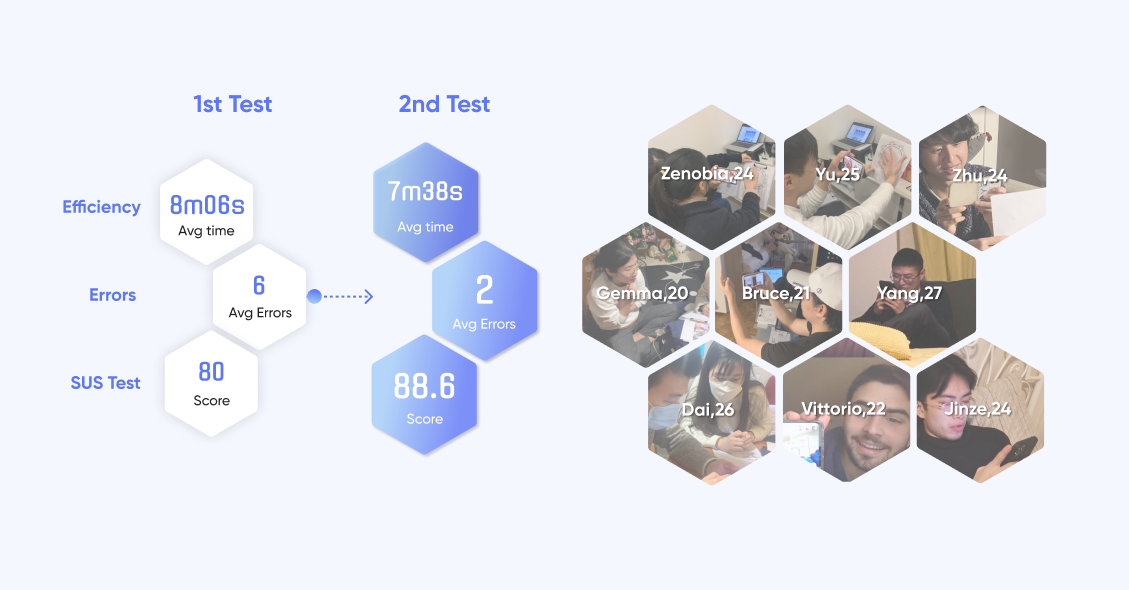 1st Test
2nd Test
Efficiency
8m06s
Avg time
7m38s
Avg time
Errors
6
Avg Errors
2
Avg Errors
SUS Test
80
Score
88.6
Score
Zenobia,24
Yu,25
Zhu,24
Gemma,20
Bruce,21
Yang,27
Dai,26
Vittorio,22
Jinze,24